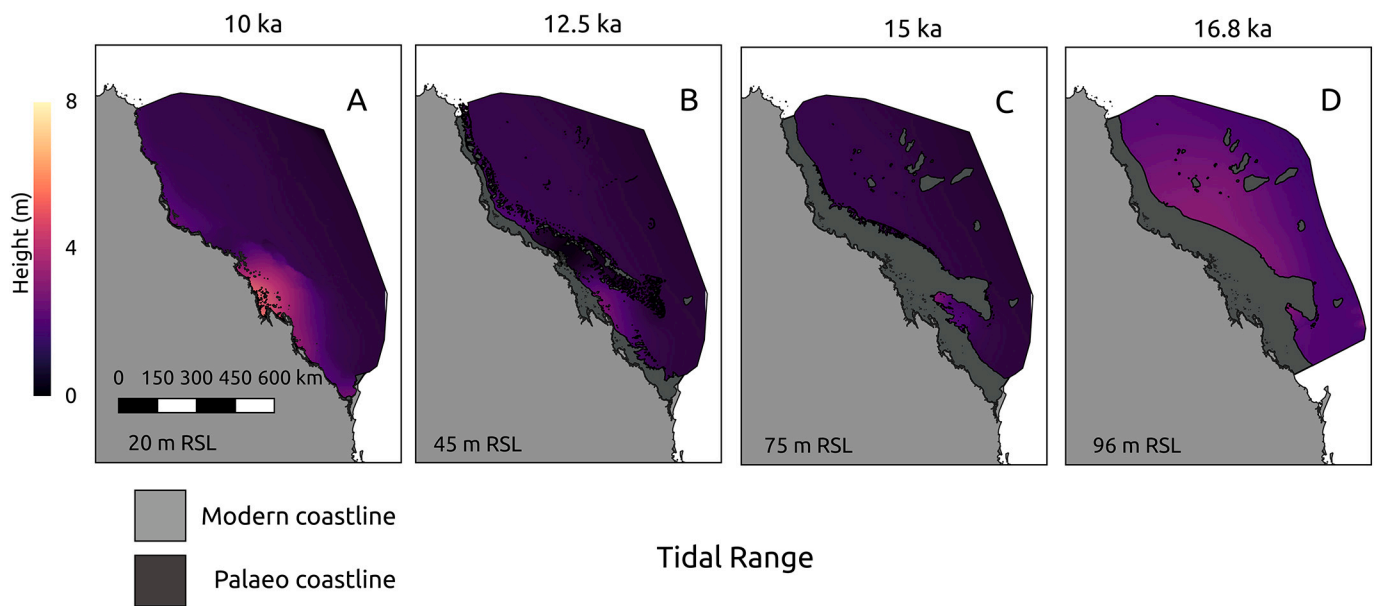 10 ka
12.5 ka
15 ka
16.8 ka
A
B
C
D
8
4
0
Height (m)
0 150 300 450 600 km
20 m RSL
45 m RSL
75 m RSL
96 m RSL
Modern coastline
Palaeo coastline
Tidal Range